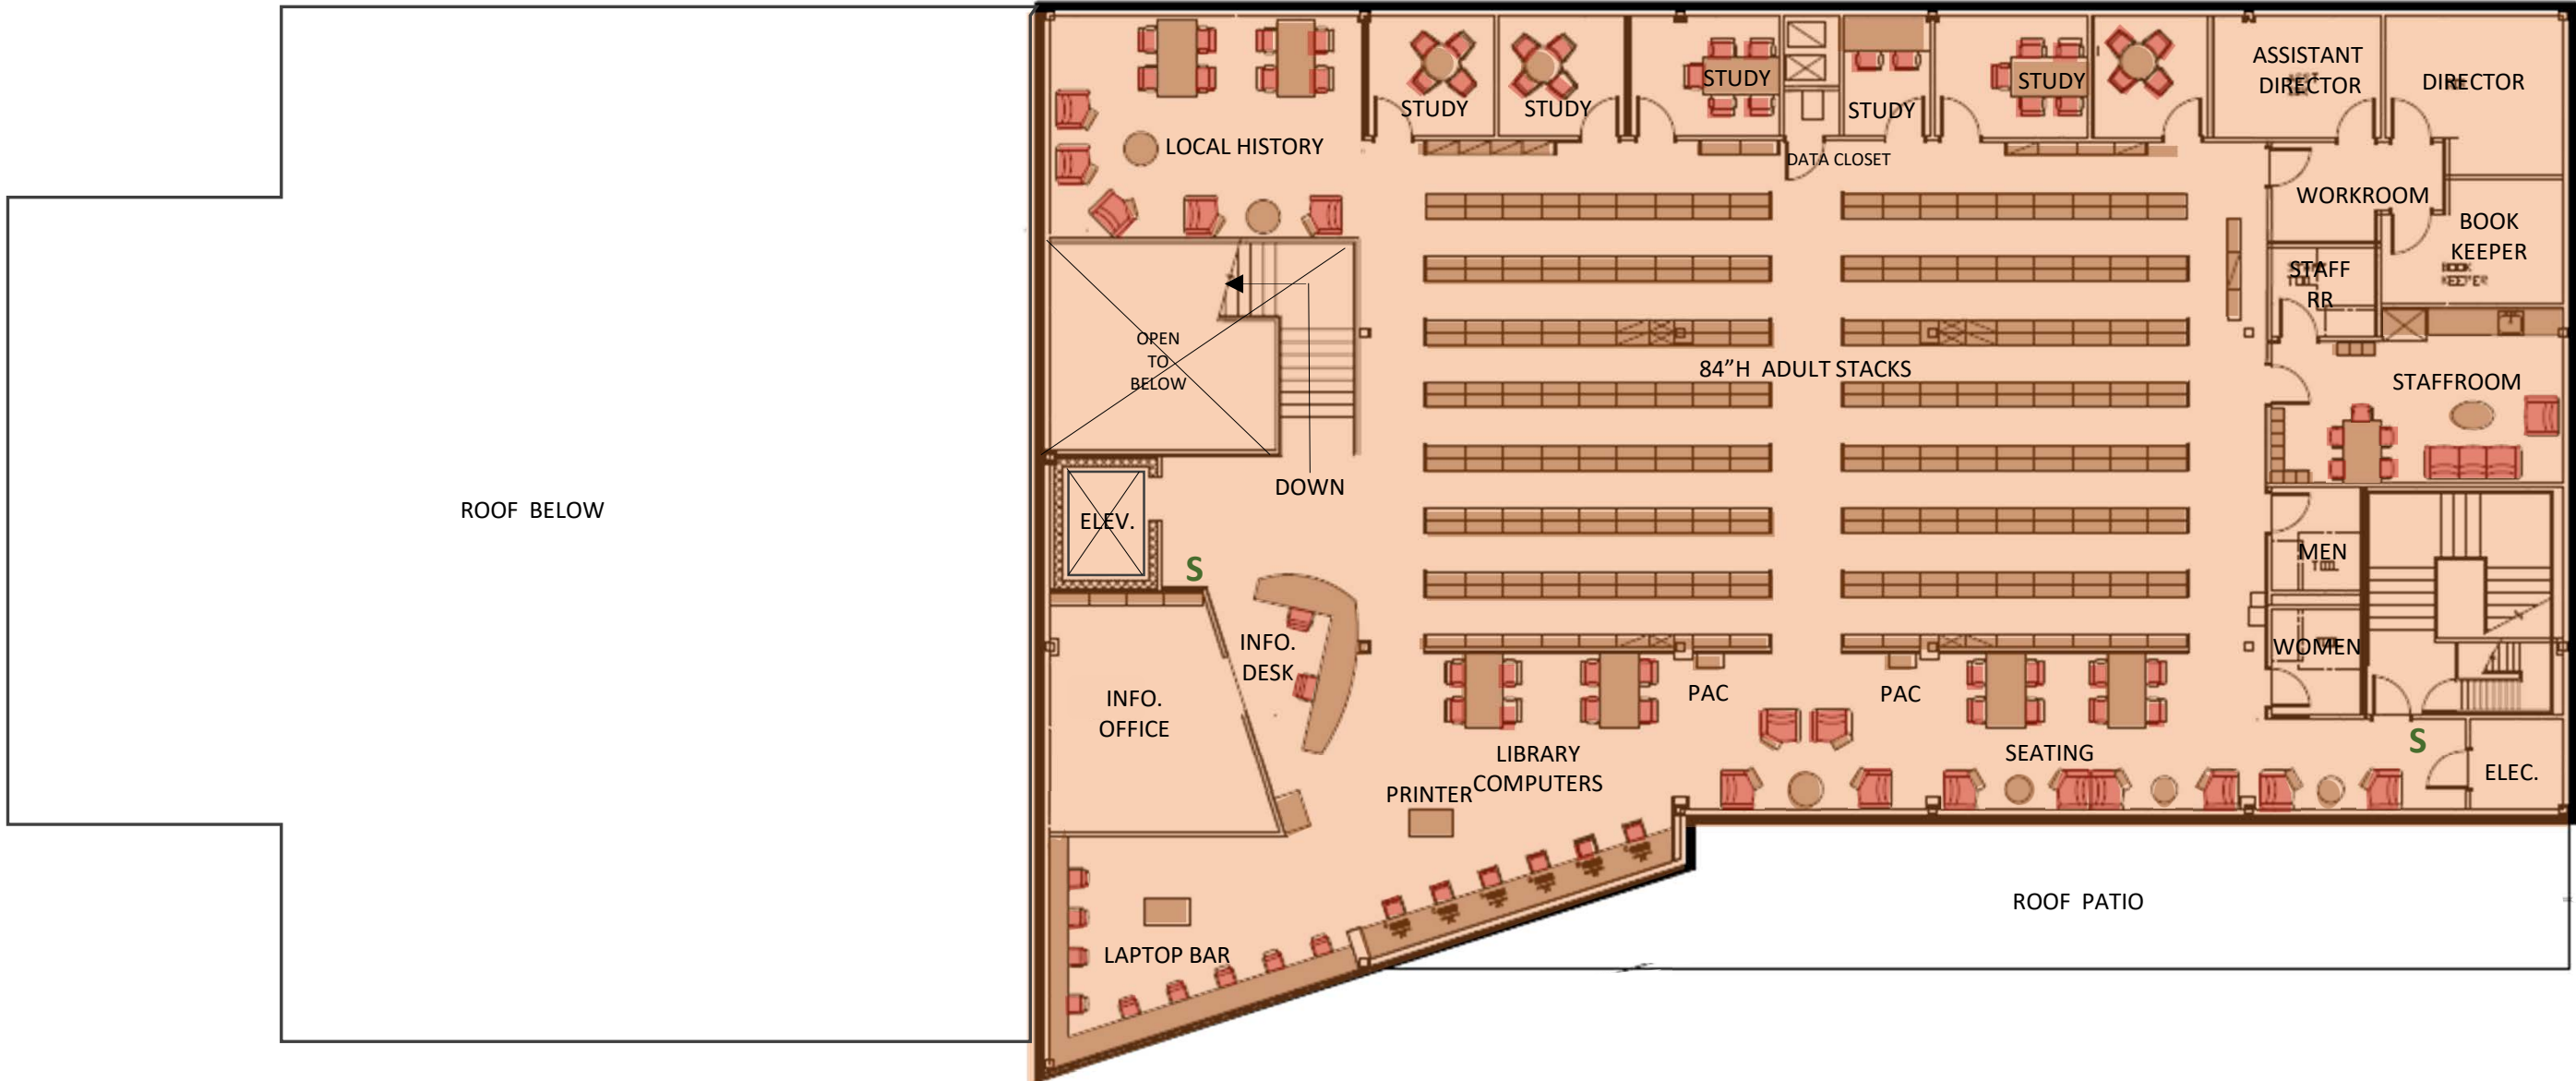 ASSISTANT
DIRECTOR
DIRECTOR
STUDY
STUDY
STUDY
STUDY
STUDY
LOCAL HISTORY
DATA CLOSET
WORKROOM
BOOK
KEEPER
STAFF
RR
BOOK
KEEPER
OPEN
TO
BELOW
84”H ADULT STACKS
STAFFROOM
DOWN
ROOF BELOW
ELEV.
S
MEN
INFO.
DESK
WOMEN
INFO.
OFFICE
PAC
PAC
LIBRARY
COMPUTERS
SEATING
S
ELEC.
PRINTER
LAPTOP BAR
ROOF PATIO